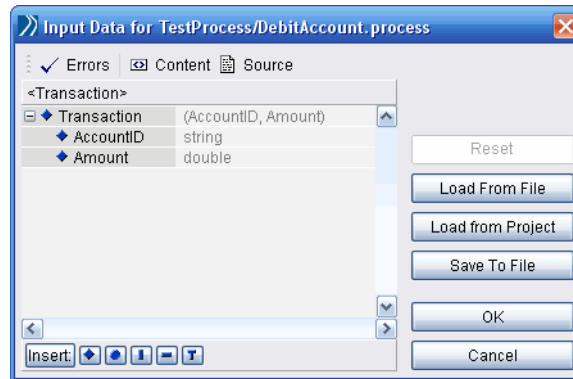 Input Data for TestProcess/DebitAccount.process
Errors Content Source
<Transaction>
Transaction (AccountID, Amount)
AccountID string
Amount double
Reset
Load From File
Load from Project
Save To File
OK
Insert: T
Cancel